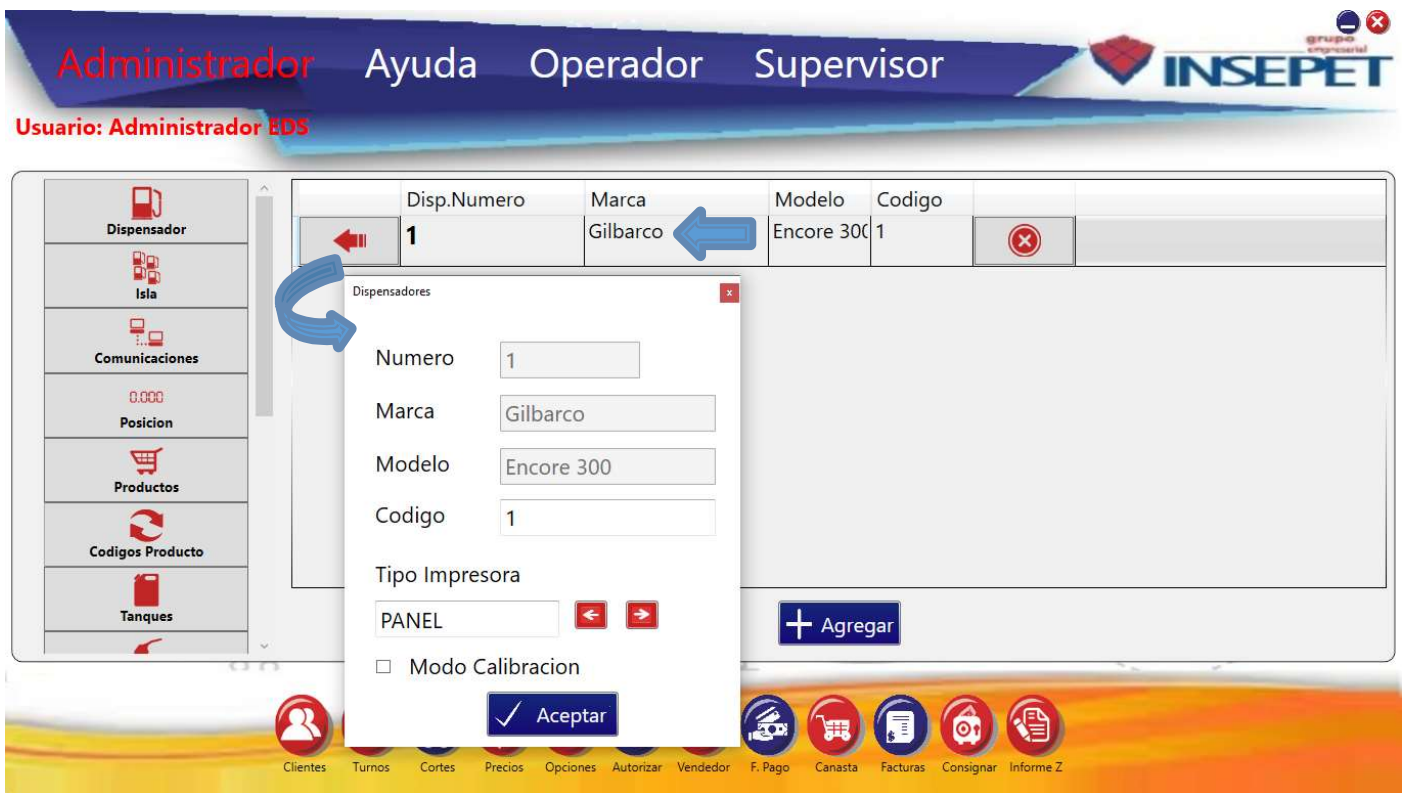 Administrador Ayuda Operador Supervisor
grupo
empresarial
INSEPET
Usuario: Administrador EDS
Disp.Numero Marca Modelo Codigo
1 Gilbarco Encore 300 1
Dispensador
Isla
Comunicaciones
0.000
Posicion
Productos
Codigos Producto
Tanques
Dispensadores
x
Numero 1
Marca Gilbarco
Modelo Encore 300
Codigo 1
Tipo Impresora
PANEL
Modo Calibracion
Aceptar
Agregar
Clientes Turnos Cortes Precios Opciones Autorizar Vendedor F. Pago Canasta Facturas Consignar Informe Z